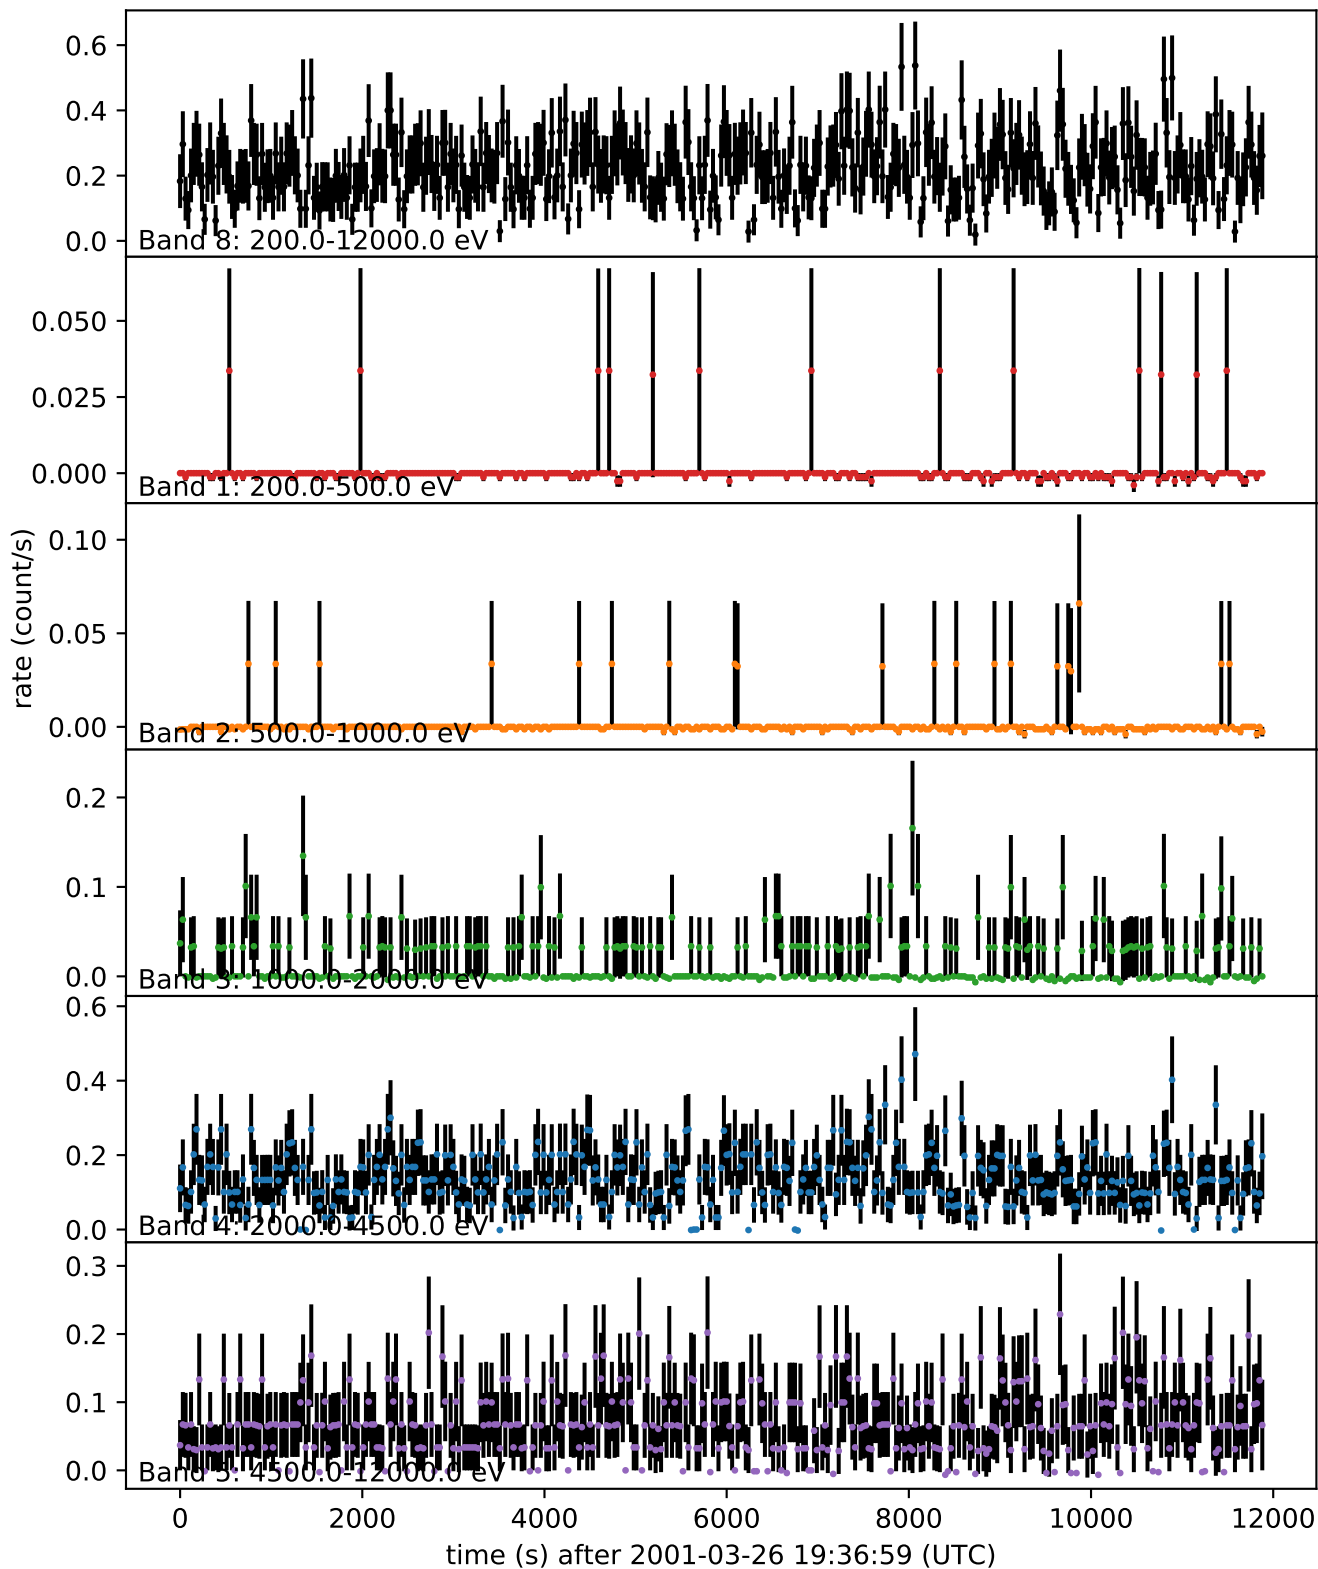 0.6
0.4
0.2
0.0
Band 8: 200.0-12000.0 eV
0.050
0.025
0.000
Band 1: 200.0-500.0 eV
rate (count/s)
0.10
0.05
0.00
Band 2: 500.0-1000.0 eV
0.2
0.1
0.0
Band 3: 1000.0-2000.0 eV
0.6
0.4
0.2
0.0
Band 4: 2000.0-4500.0 eV
0.3
0.2
0.1
0.0
Band 5: 4500.0-12000.0 eV
0 2000 4000 6000 8000 10000 12000
time (s) after 2001-03-26 19:36:59 (UTC)